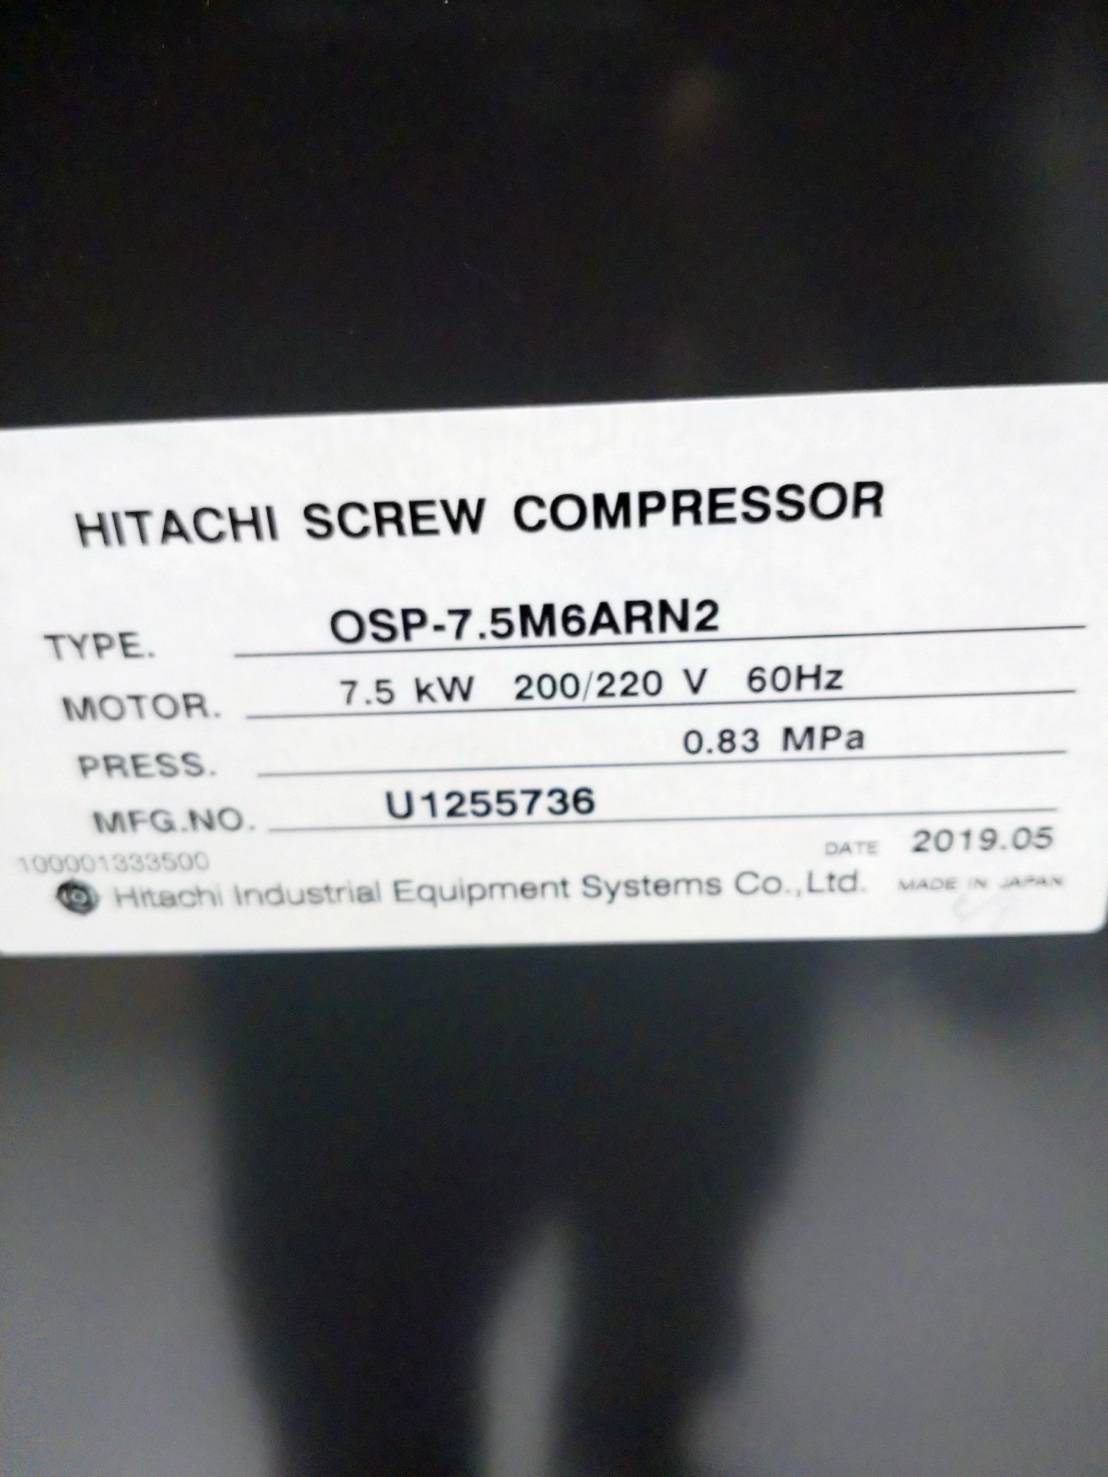 HITACHI SCREW COMPRESSOR
TYPE. OSP-7.5M6ARN2
MOTOR. 7.5 kW 200/220 V 60Hz
PRESS. 0.83 MPa
MFG.NO. U1255736
100001333500 DATE 2019.05
Hitachi Industrial Equipment Systems Co.,Ltd. MADE IN JAPAN